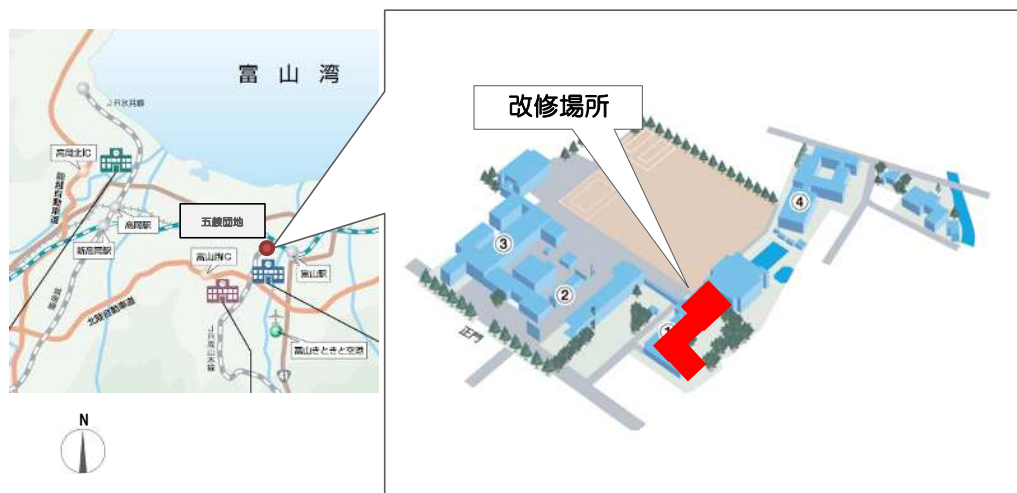 富山湾
JR氷見線
高岡北IC
能越自動車道
高岡駅
新高岡駅
城端線
五艘団地
富山西IC
富山駅
北陸自動車道
JR高山本線
富山きときと空港
N
改修場所
①
②
③
④
正門